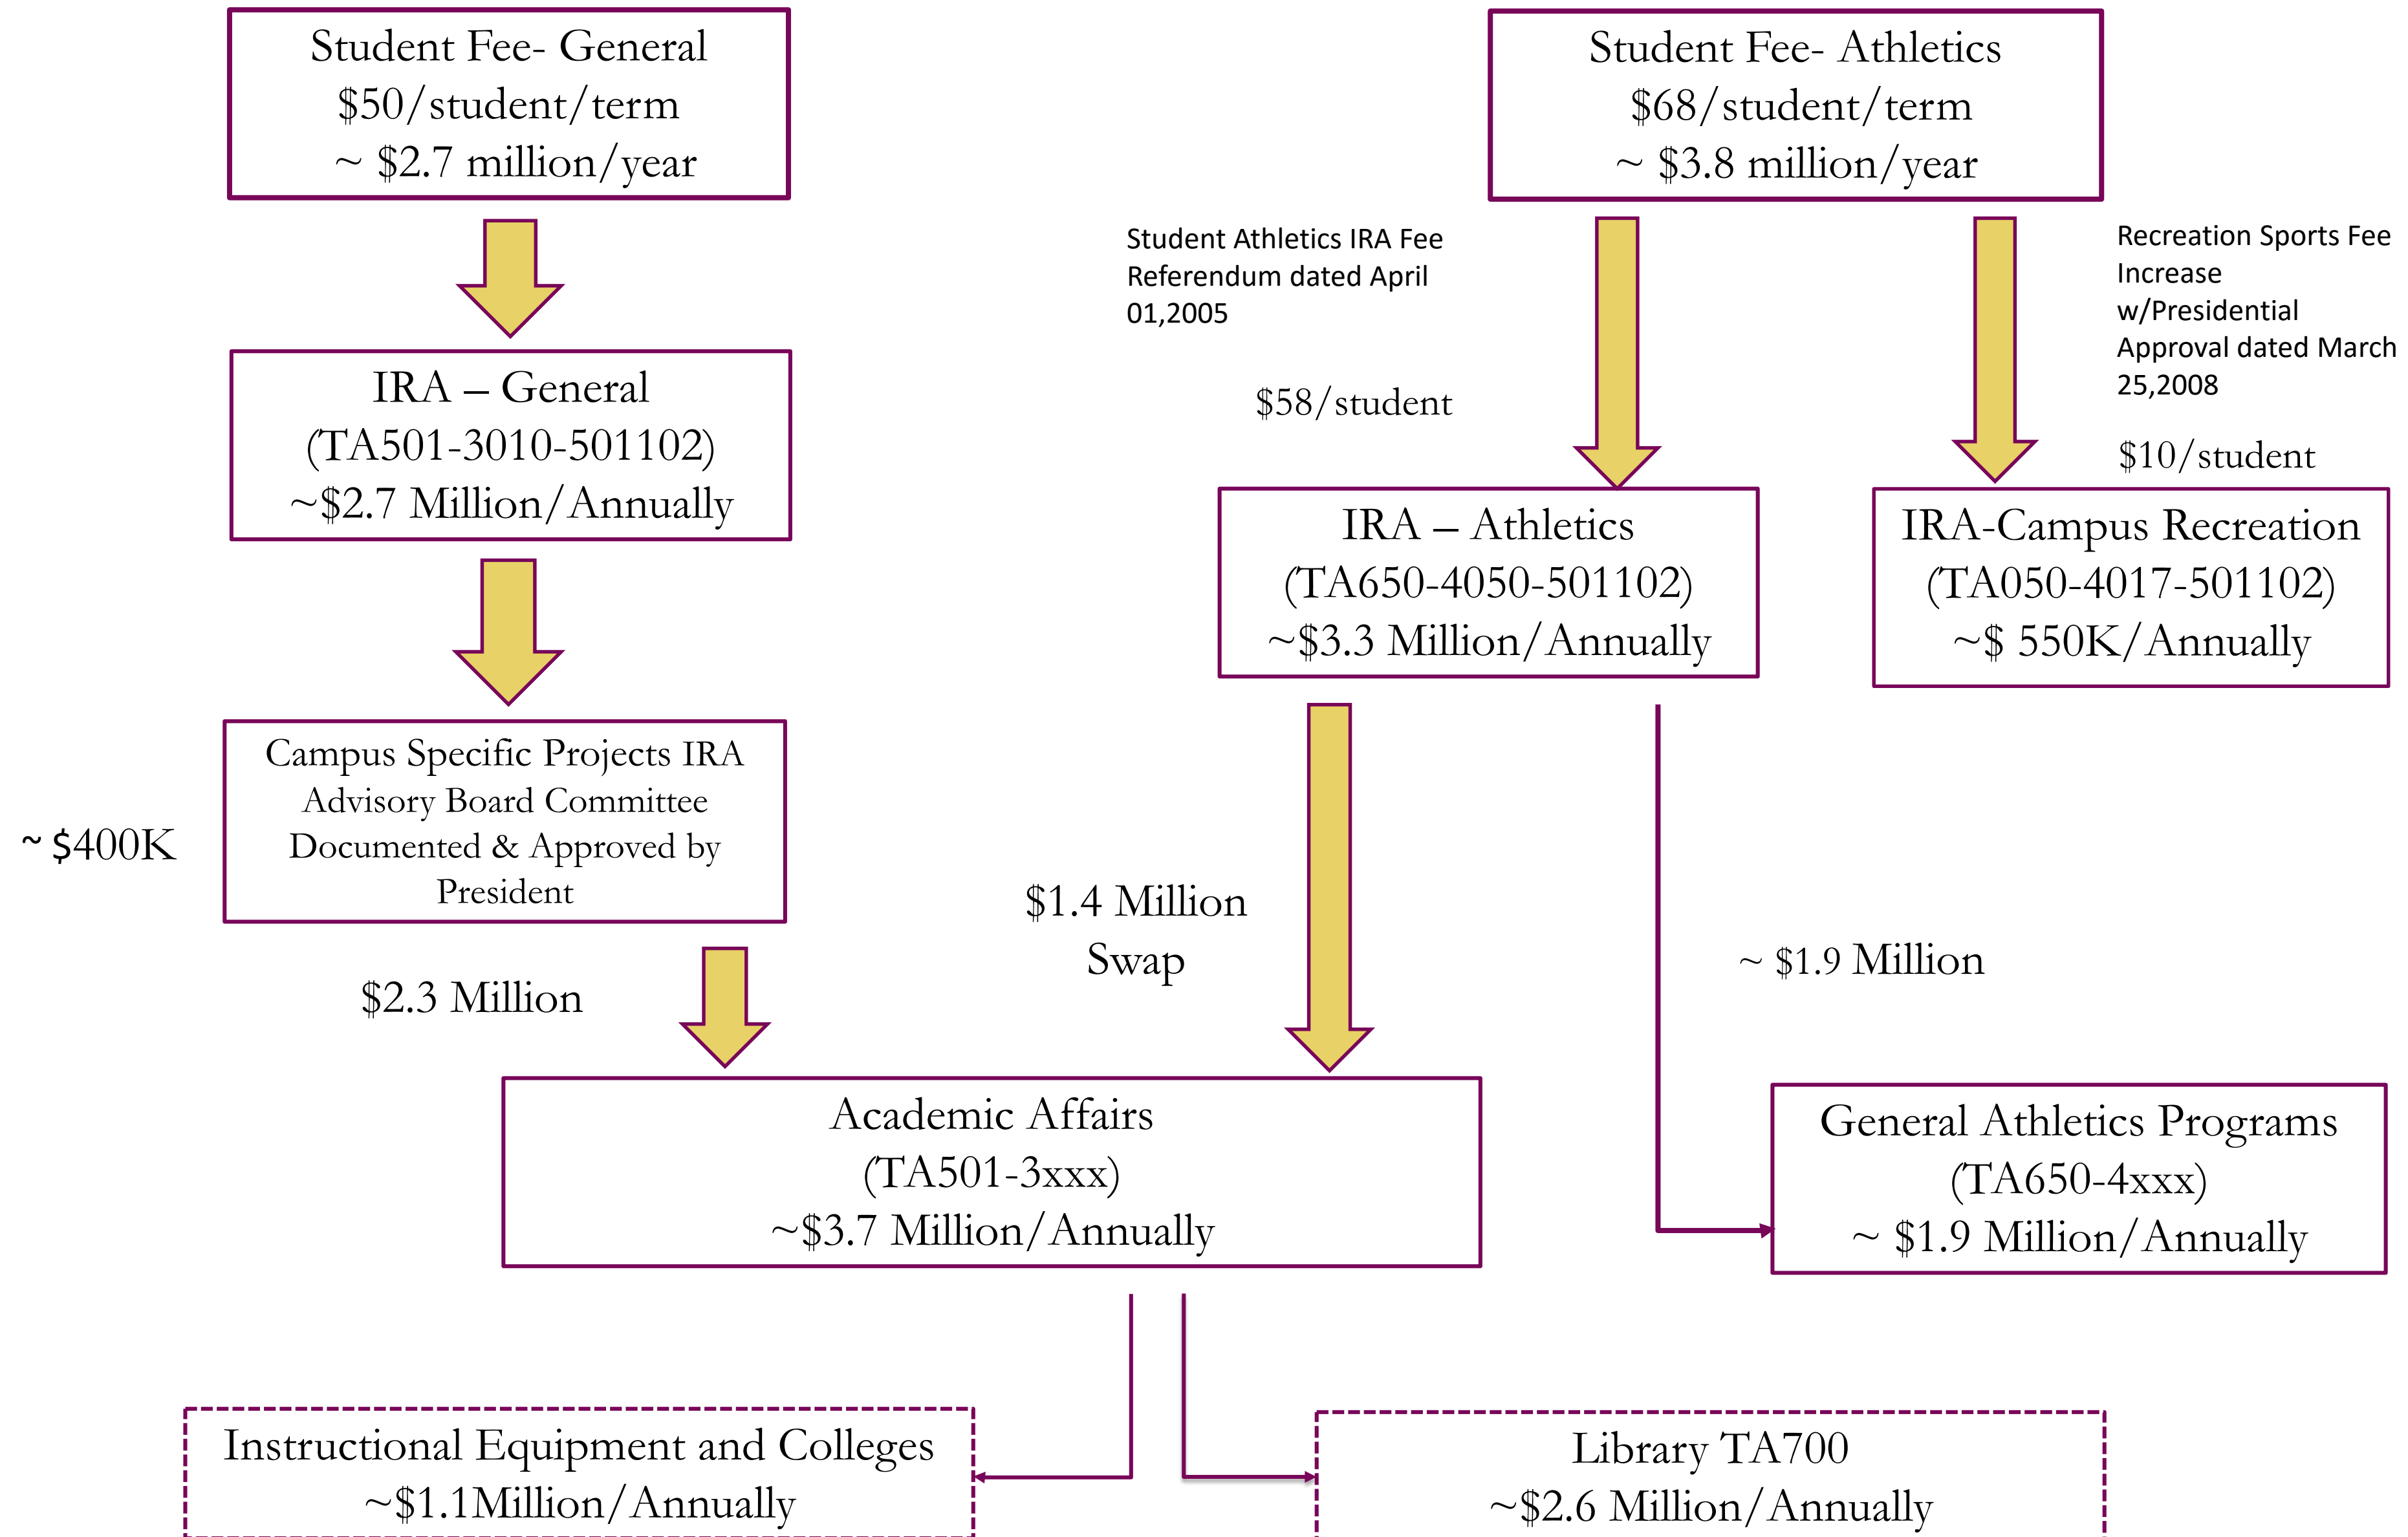 Student Fee- General
$50/student/term
~ $2.7 million/year
Student Fee- Athletics
$68/student/term
~ $3.8 million/year
Student Athletics IRA Fee
Referendum dated April
01,2005
$58/student
Recreation Sports Fee
Increase
w/Presidential
Approval dated March
25,2008
$10/student
IRA – General
(TA501-3010-501102)
~$2.7 Million/Annually
IRA – Athletics
(TA650-4050-501102)
~$3.3 Million/Annually
IRA-Campus Recreation
(TA050-4017-501102)
~$ 550K/Annually
~ $400K
Campus Specific Projects IRA
Advisory Board Committee
Documented & Approved by
President
$2.3 Million
$1.4 Million
Swap
~ $1.9 Million
Academic Affairs
(TA501-3xxx)
~$3.7 Million/Annually
General Athletics Programs
(TA650-4xxx)
~ $1.9 Million/Annually
Instructional Equipment and Colleges
~$1.1Million/Annually
Library TA700
~$2.6 Million/Annually